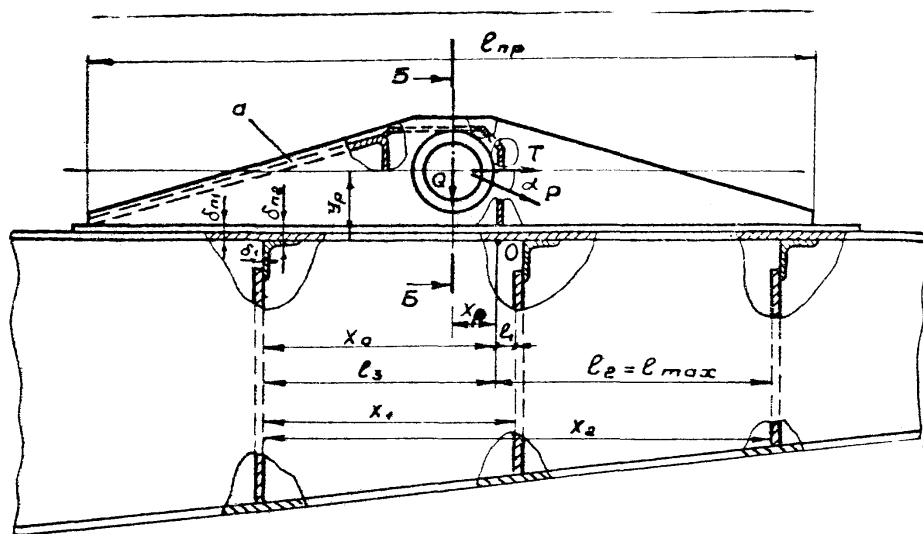 ℓпр
Б
а
Q
T
α
P
yр
δп1
δп2
δ1
O
Б
xр
xо
ℓ1
ℓ3
ℓ2 = ℓmax
x1
x2